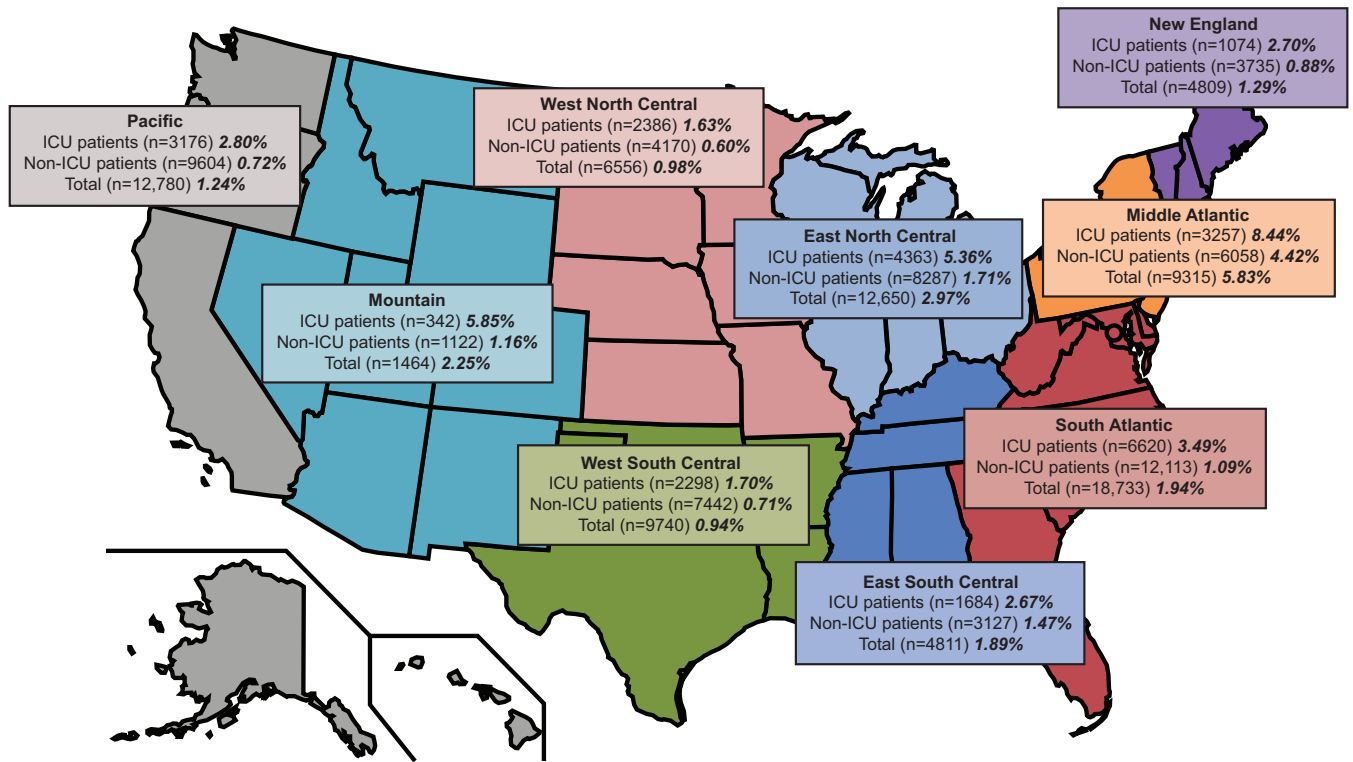 New England
ICU patients (n=1074) 2.70%
Non-ICU patients (n=3735) 0.88%
Total (n=4809) 1.29%
Pacific
ICU patients (n=3176) 2.80%
Non-ICU patients (n=9604) 0.72%
Total (n=12,780) 1.24%
West North Central
ICU patients (n=2386) 1.63%
Non-ICU patients (n=4170) 0.60%
Total (n=6556) 0.98%
Middle Atlantic
ICU patients (n=3257) 8.44%
Non-ICU patients (n=6058) 4.42%
Total (n=9315) 5.83%
East North Central
ICU patients (n=4363) 5.36%
Non-ICU patients (n=8287) 1.71%
Total (n=12,650) 2.97%
Mountain
ICU patients (n=342) 5.85%
Non-ICU patients (n=1122) 1.16%
Total (n=1464) 2.25%
South Atlantic
ICU patients (n=6620) 3.49%
Non-ICU patients (n=12,113) 1.09%
Total (n=18,733) 1.94%
West South Central
ICU patients (n=2298) 1.70%
Non-ICU patients (n=7442) 0.71%
Total (n=9740) 0.94%
East South Central
ICU patients (n=1684) 2.67%
Non-ICU patients (n=3127) 1.47%
Total (n=4811) 1.89%